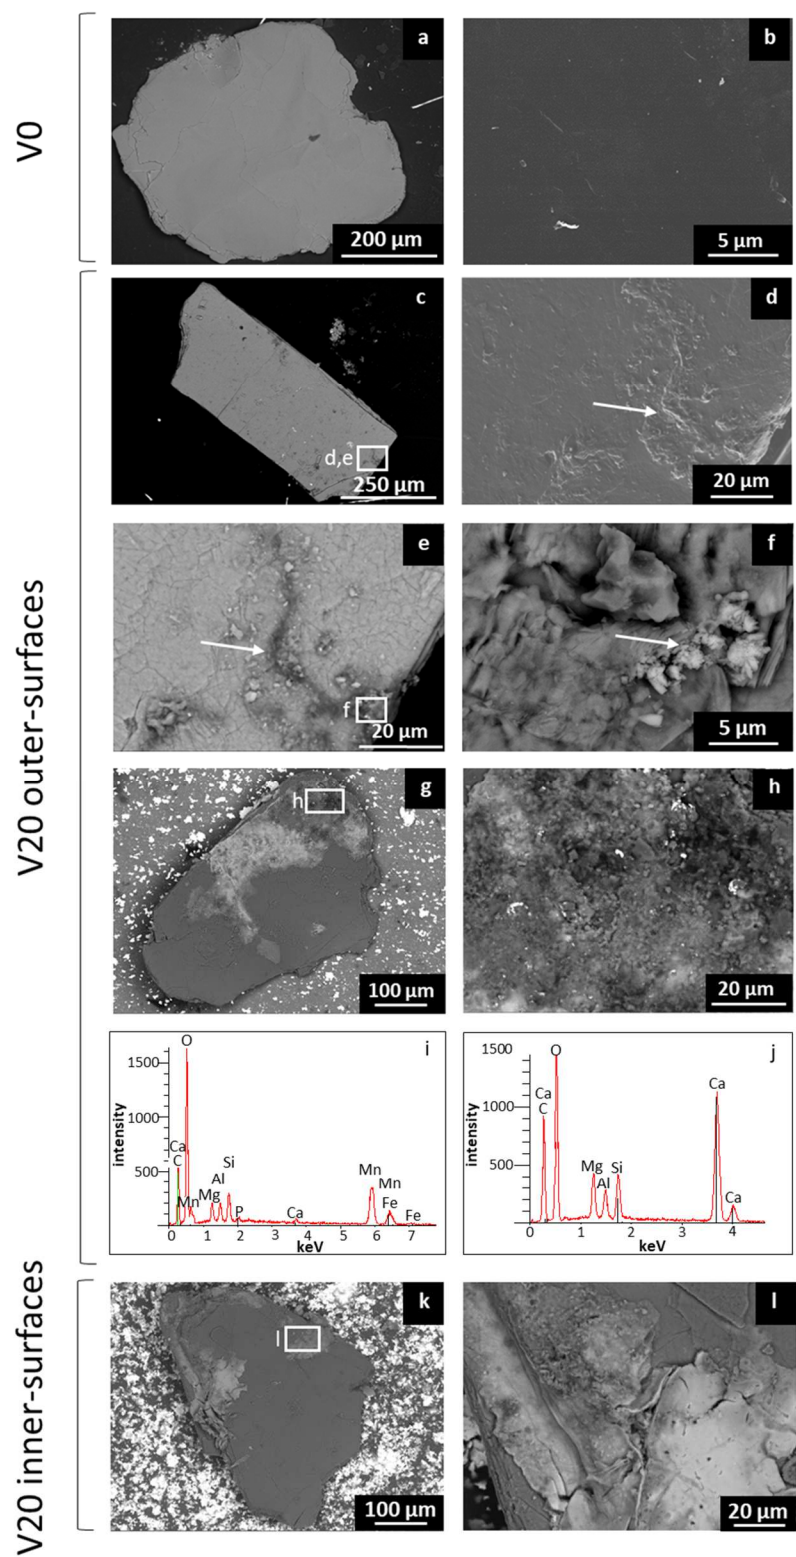 V0
a
200 µm
b
5 µm
V20 outer-surfaces
c
d,e
250 µm
d
20 µm
e
f
20 µm
f
5 µm
g
h
100 µm
h
20 µm
i
O
1500
1000
500
intensity
Ca
C
Mn
Mg
Al
Si
P
Ca
Mn
Mn
Fe
Fe
0 1 2 3 4 5 6 7
keV
j
1500
1000
500
intensity
O
Ca
C
Mg
Al
Si
Ca
Ca
0 1 2 3 4
keV
V20 inner-surfaces
k
l
100 µm
l
20 µm